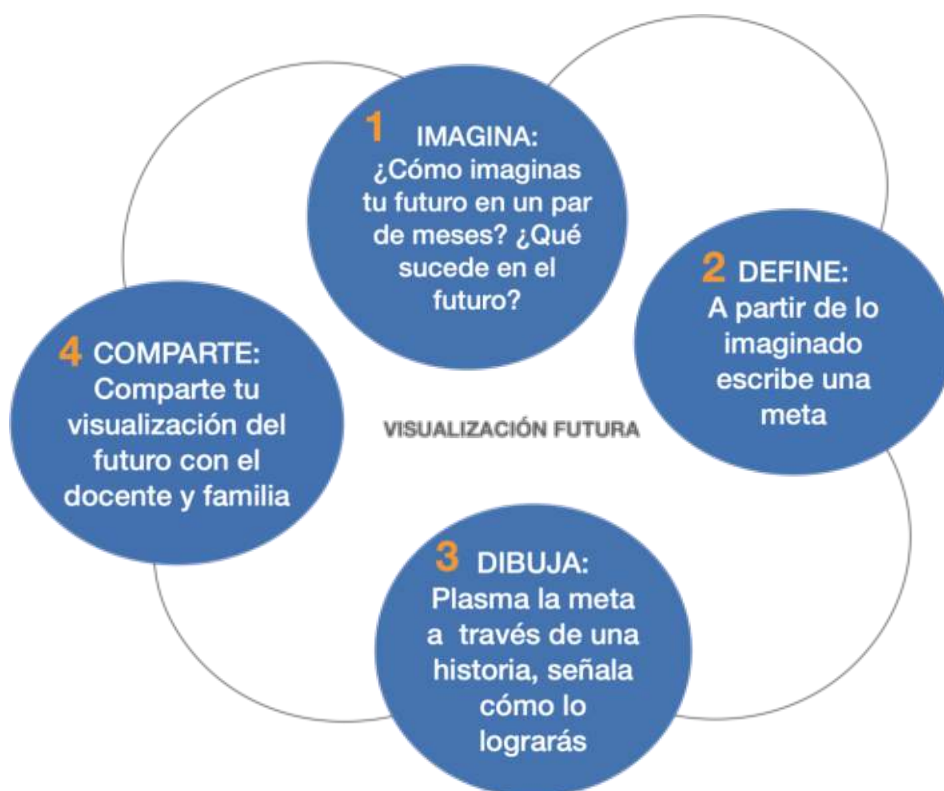 1 IMAGINA:
¿Cómo imaginas
tu futuro en un par
de meses? ¿Qué
sucede en el
futuro?
2 DEFINE:
A partir de lo
imaginado
escribe una
meta
3 DIBUJA:
Plasma la meta
a través de una
historia, señala
cómo lo
lograrás
4 COMPARTE:
Comparte tu
visualización del
futuro con el
docente y familia
VISUALIZACIÓN FUTURA